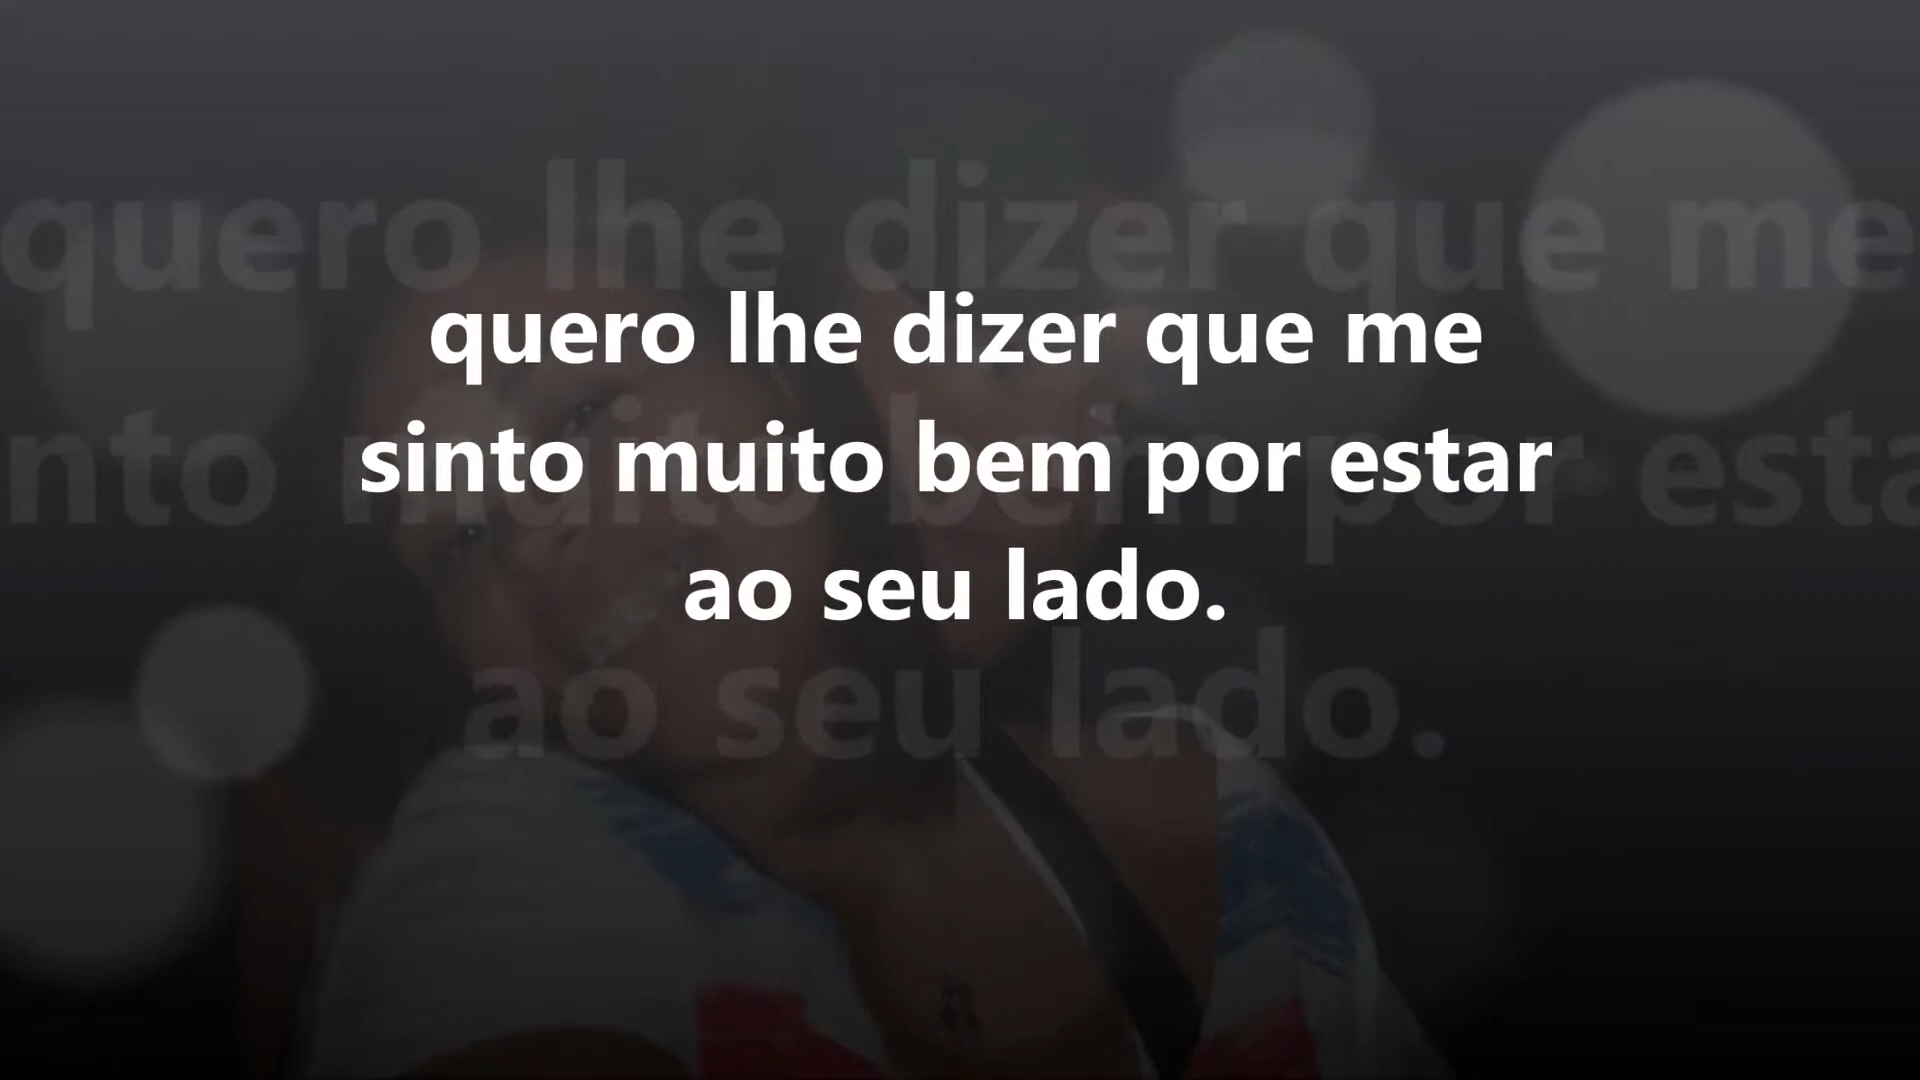 quero lhe dizer que me
sinto muito bem por estar
ao seu lado.